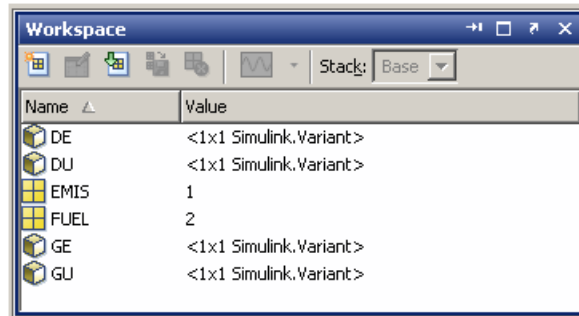 Workspace
Stack: Base
Name Value
DE <1x1 Simulink.Variant>
DU <1x1 Simulink.Variant>
EMIS 1
FUEL 2
GE <1x1 Simulink.Variant>
GU <1x1 Simulink.Variant>